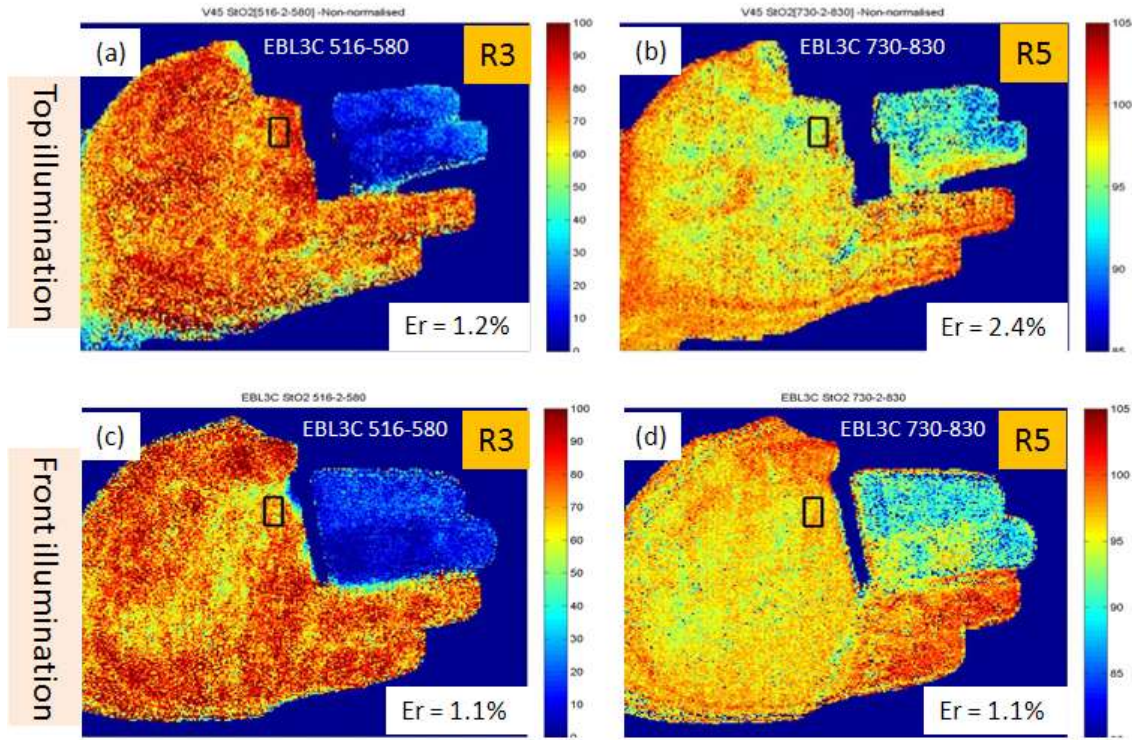 V45 StO2[516-2-580] -Non-normalised
(a)
EBL3C 516-580
R3
100
90
80
70
60
50
40
30
20
10
0
Er = 1.2%
V45 StO2[730-2-830] -Non-normalised
(b)
EBL3C 730-830
R5
105
100
95
90
85
Er = 2.4%
Top illumination
EBL3C StO2 516-2-580
(c)
EBL3C 516-580
R3
100
90
80
70
60
50
40
30
20
10
Er = 1.1%
EBL3C StO2 730-2-830
(d)
EBL3C 730-830
R5
105
100
95
90
85
80
Er = 1.1%
Front illumination